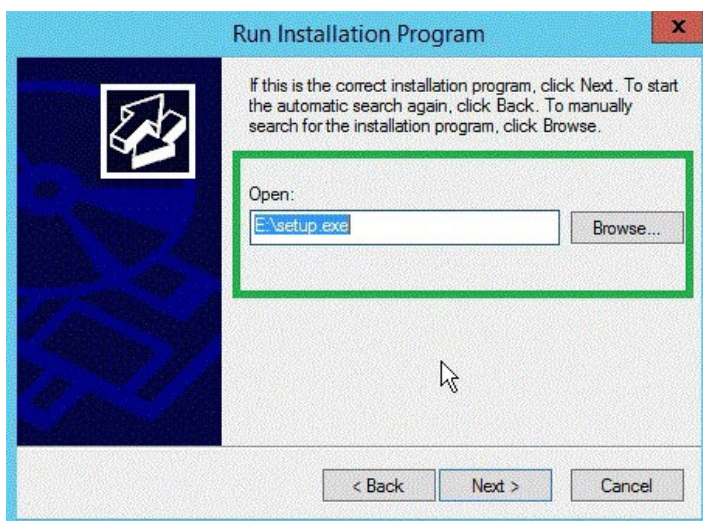 Run Installation Program
x
If this is the correct installation program, click Next. To start
the automatic search again, click Back. To manually
search for the installation program, click Browse.
Open:
E:\setup.exe
Browse...
< Back
Next >
Cancel